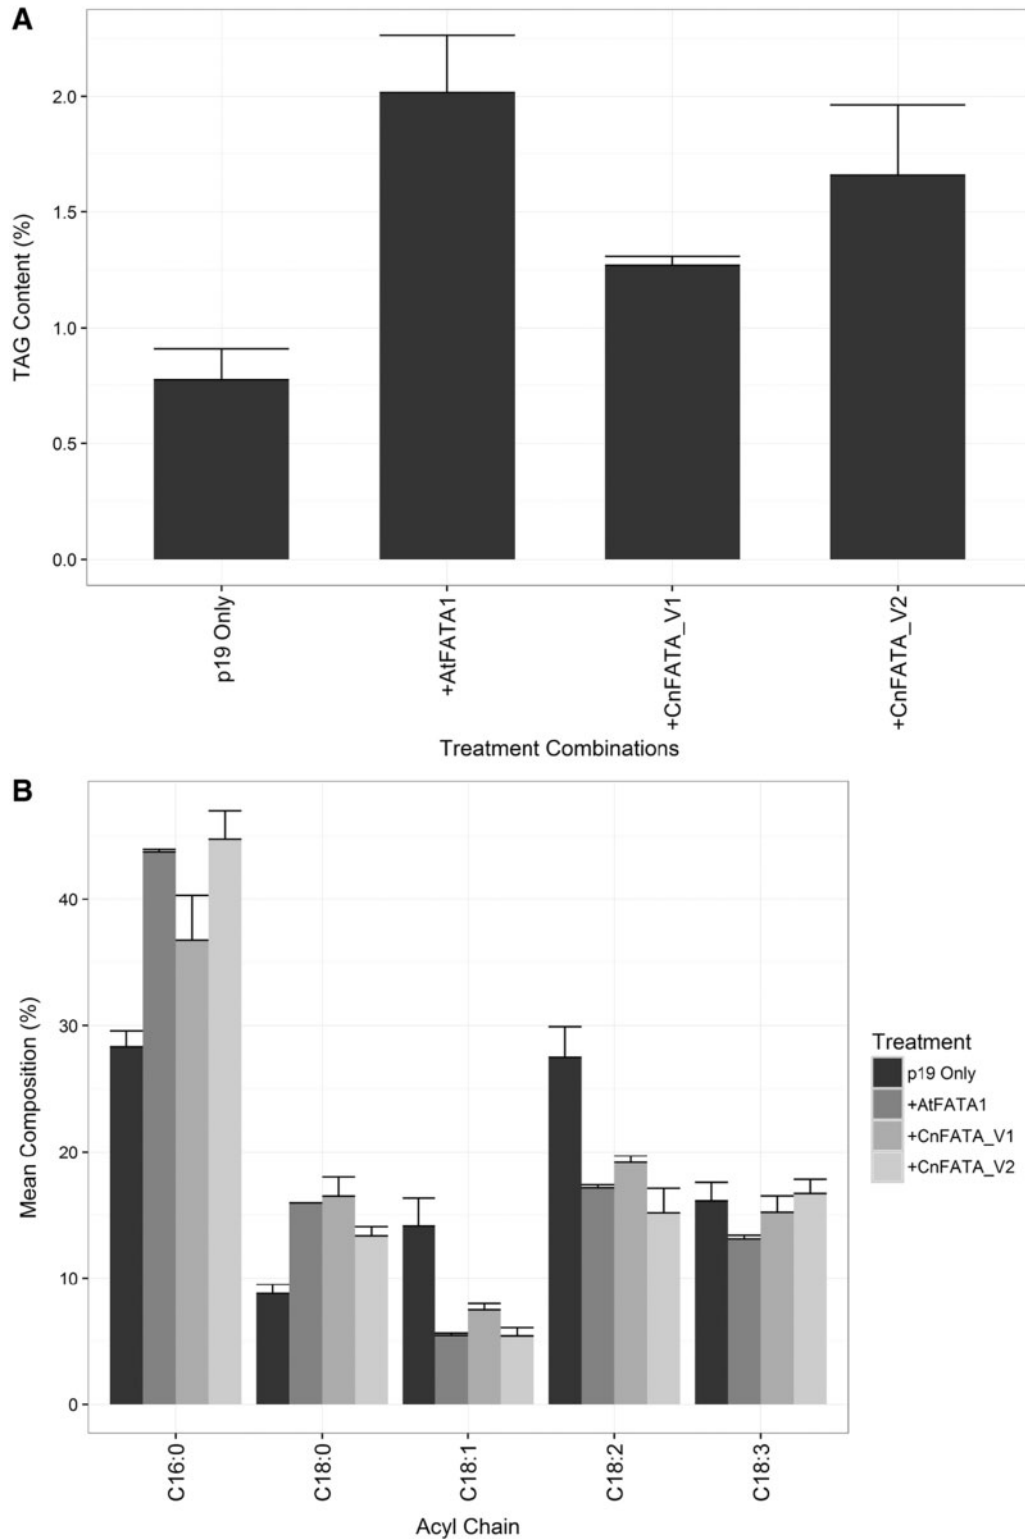 A
TAG Content (%)
2.0
1.5
1.0
0.5
0.0
p19 Only
+AtFATA1
+CnFATA_V1
+CnFATA_V2
Treatment Combinations
B
Mean Composition (%)
40
30
20
10
0
C16:0
C18:0
C18:1
C18:2
C18:3
Acyl Chain
Treatment
p19 Only
+AtFATA1
+CnFATA_V1
+CnFATA_V2